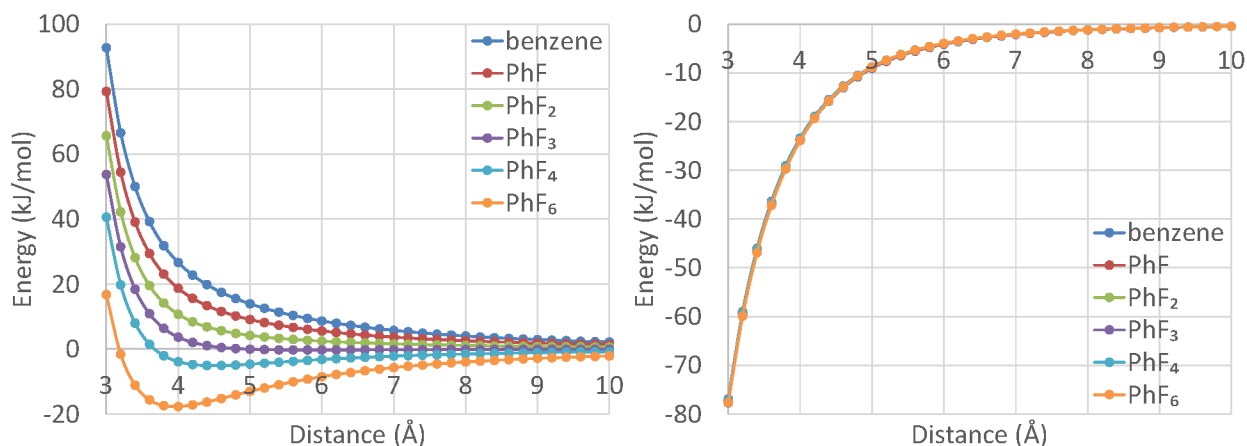 100
80
60
40
20
0
-20
Energy (kJ/mol)
3 4 5 6 7 8 9 10
Distance (Å)
benzene
PhF
PhF₂
PhF₃
PhF₄
PhF₆
0
-10
-20
-30
-40
-50
-60
-70
-80
Energy (kJ/mol)
3 4 5 6 7 8 9 10
Distance (Å)
benzene
PhF
PhF₂
PhF₃
PhF₄
PhF₆